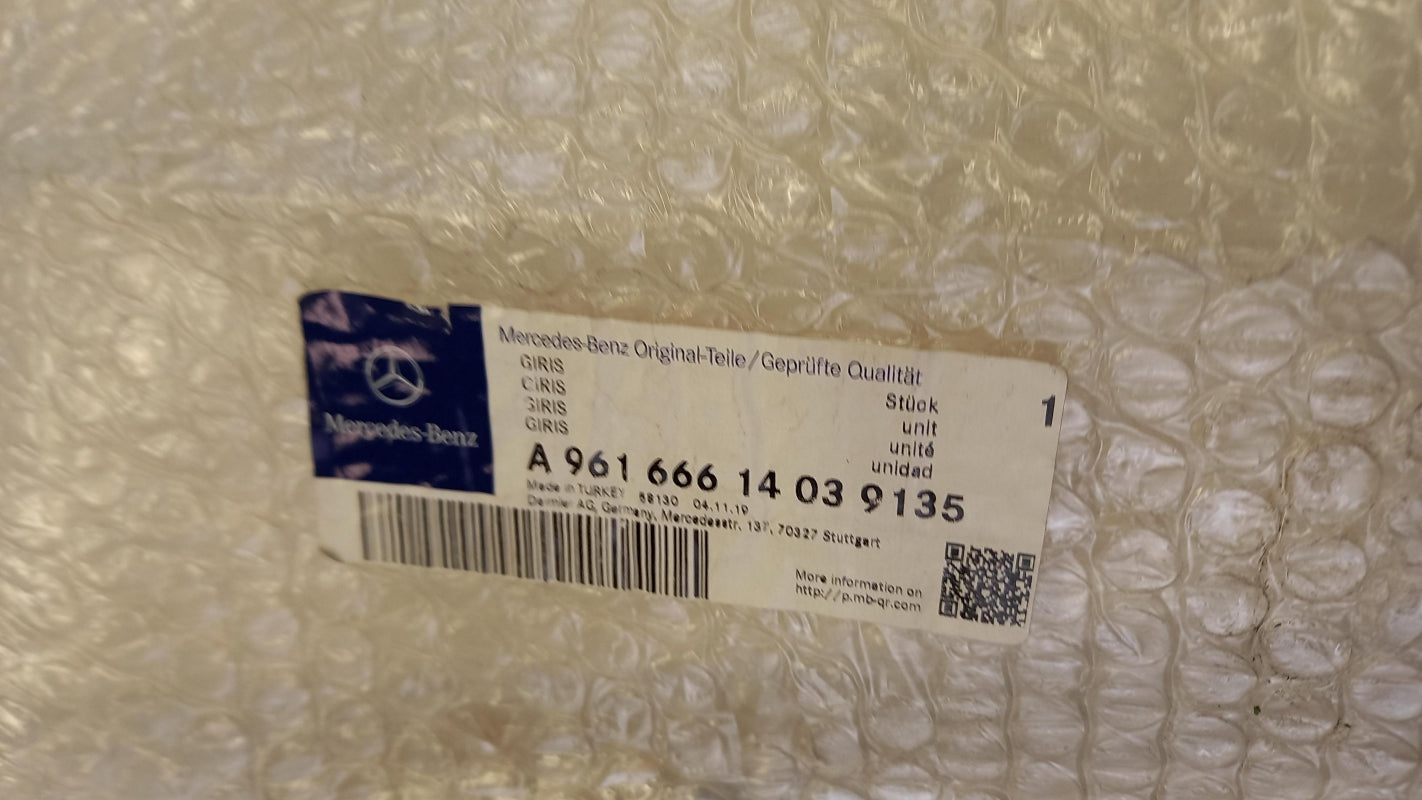 Mercedes-Benz
Mercedes-Benz Original-Teile/Geprüfte Qualität
GIRIS
GIRIS
GIRIS
GIRIS
Stück
unit
unité
unidad
1
A 961 666 14 03 9135
Made in TURKEY 68130 04.11.19
Daimler AG, Germany, Mercedesstr. 137, 70327 Stuttgart
More information on
http://p.mb-qr.com